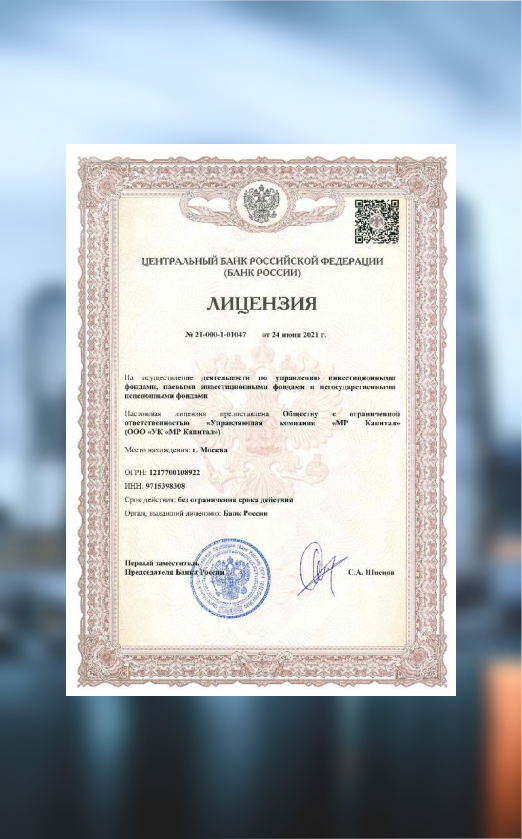 ЦЕНТРАЛЬНЫЙ БАНК РОССИЙСКОЙ ФЕДЕРАЦИИ
(БАНК РОССИИ)
ЛИЦЕНЗИЯ
№ 21-000-1-01047 от 24 июня 2021 г.
На осуществление деятельности по управлению инвестиционными
фондами, паевыми инвестиционными фондами и негосударственными
пенсионными фондами
Настоящая лицензия предоставлена Обществу с ограниченной
ответственностью «Управляющая компания «МР Капитал»
(ООО «УК «МР Капитал»)
Место нахождения: г. Москва
ОГРН: 1217700108922
ИНН: 9715398308
Срок действия: без ограничения срока действия
Орган, выдавший лицензию: Банк России
Первый заместитель
Председателя Банка России С.А. Швецов